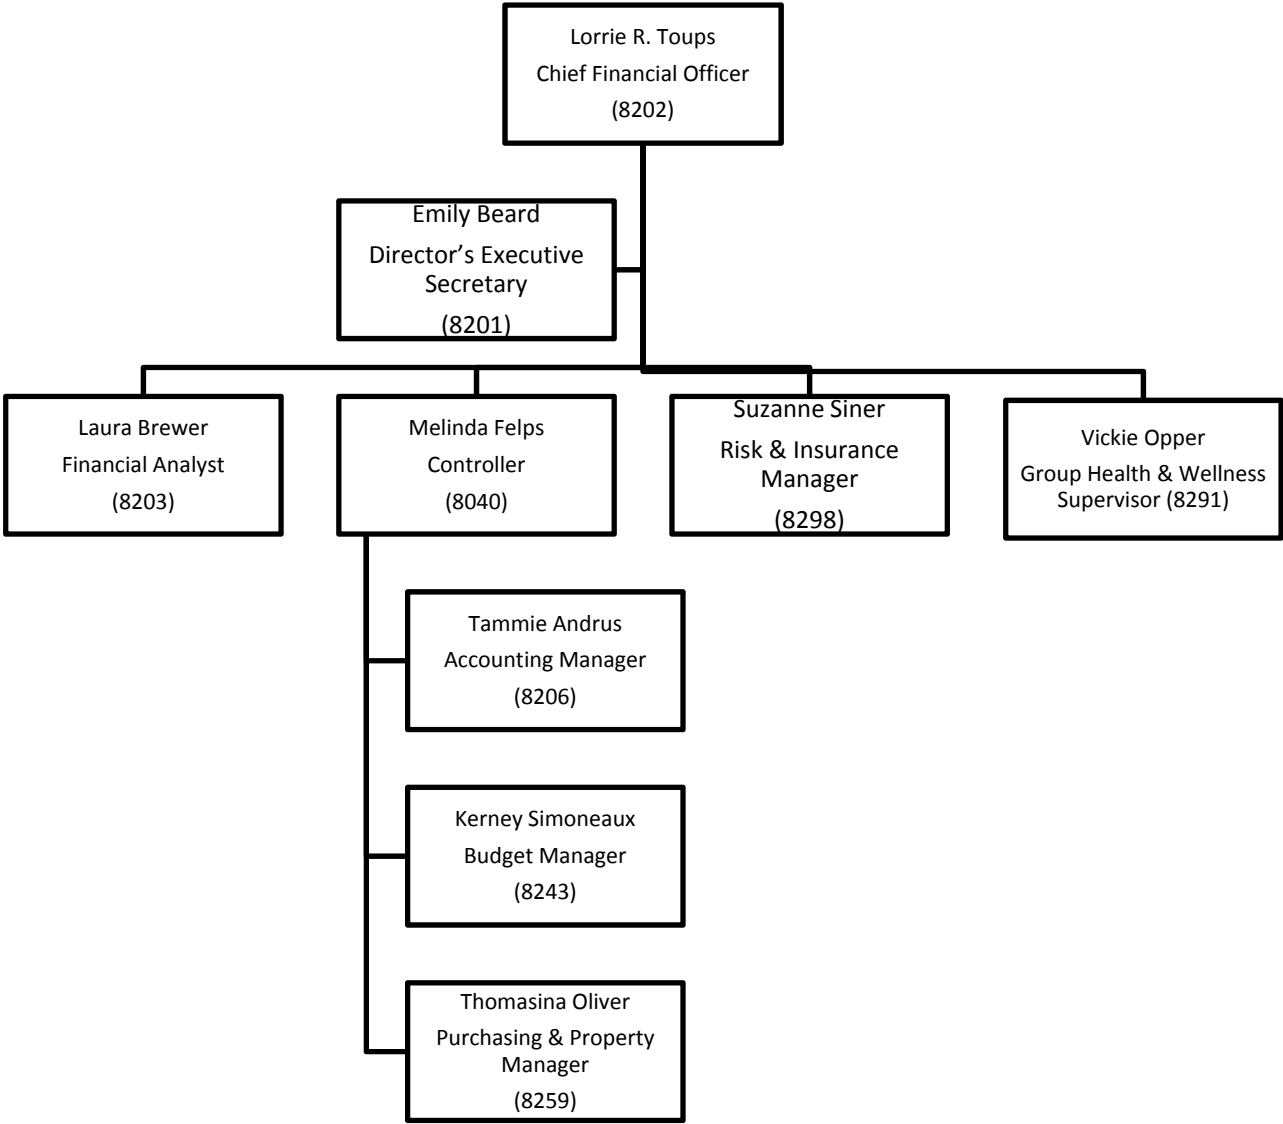 Lorrie R. Toups
Chief Financial Officer
(8202)
Emily Beard
Director’s Executive
Secretary
(8201)
Laura Brewer
Financial Analyst
(8203)
Melinda Felps
Controller
(8040)
Suzanne Siner
Risk & Insurance
Manager
(8298)
Vickie Opper
Group Health & Wellness
Supervisor (8291)
Tammie Andrus
Accounting Manager
(8206)
Kerney Simoneaux
Budget Manager
(8243)
Thomasina Oliver
Purchasing & Property
Manager
(8259)